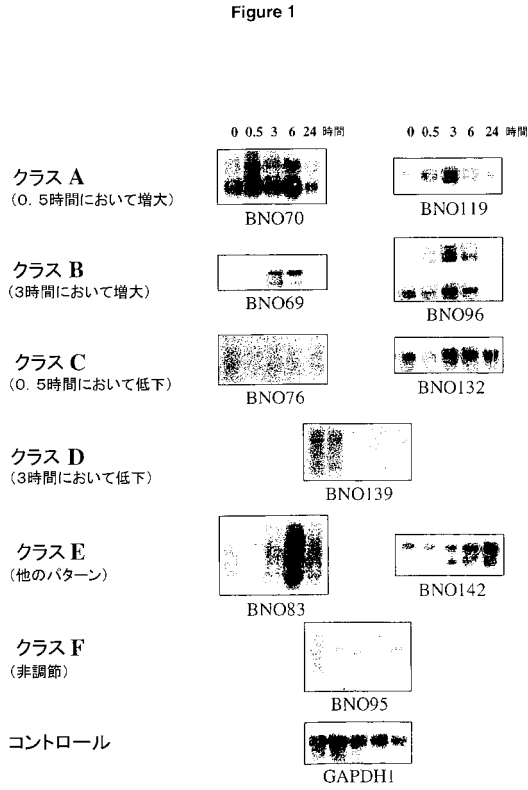 Figure 1
0 0.5 3 6 24 時間
0 0.5 3 6 24 時間
クラス A
(0. 5時間において増大)
BNO70
BNO119
クラス B
(3時間において増大)
BNO69
BNO96
クラス C
(0. 5時間において低下)
BNO76
BNO132
クラス D
(3時間において低下)
BNO139
クラス E
(他のパターン)
BNO83
BNO142
クラス F
(非調節)
BNO95
コントロール
GAPDH1